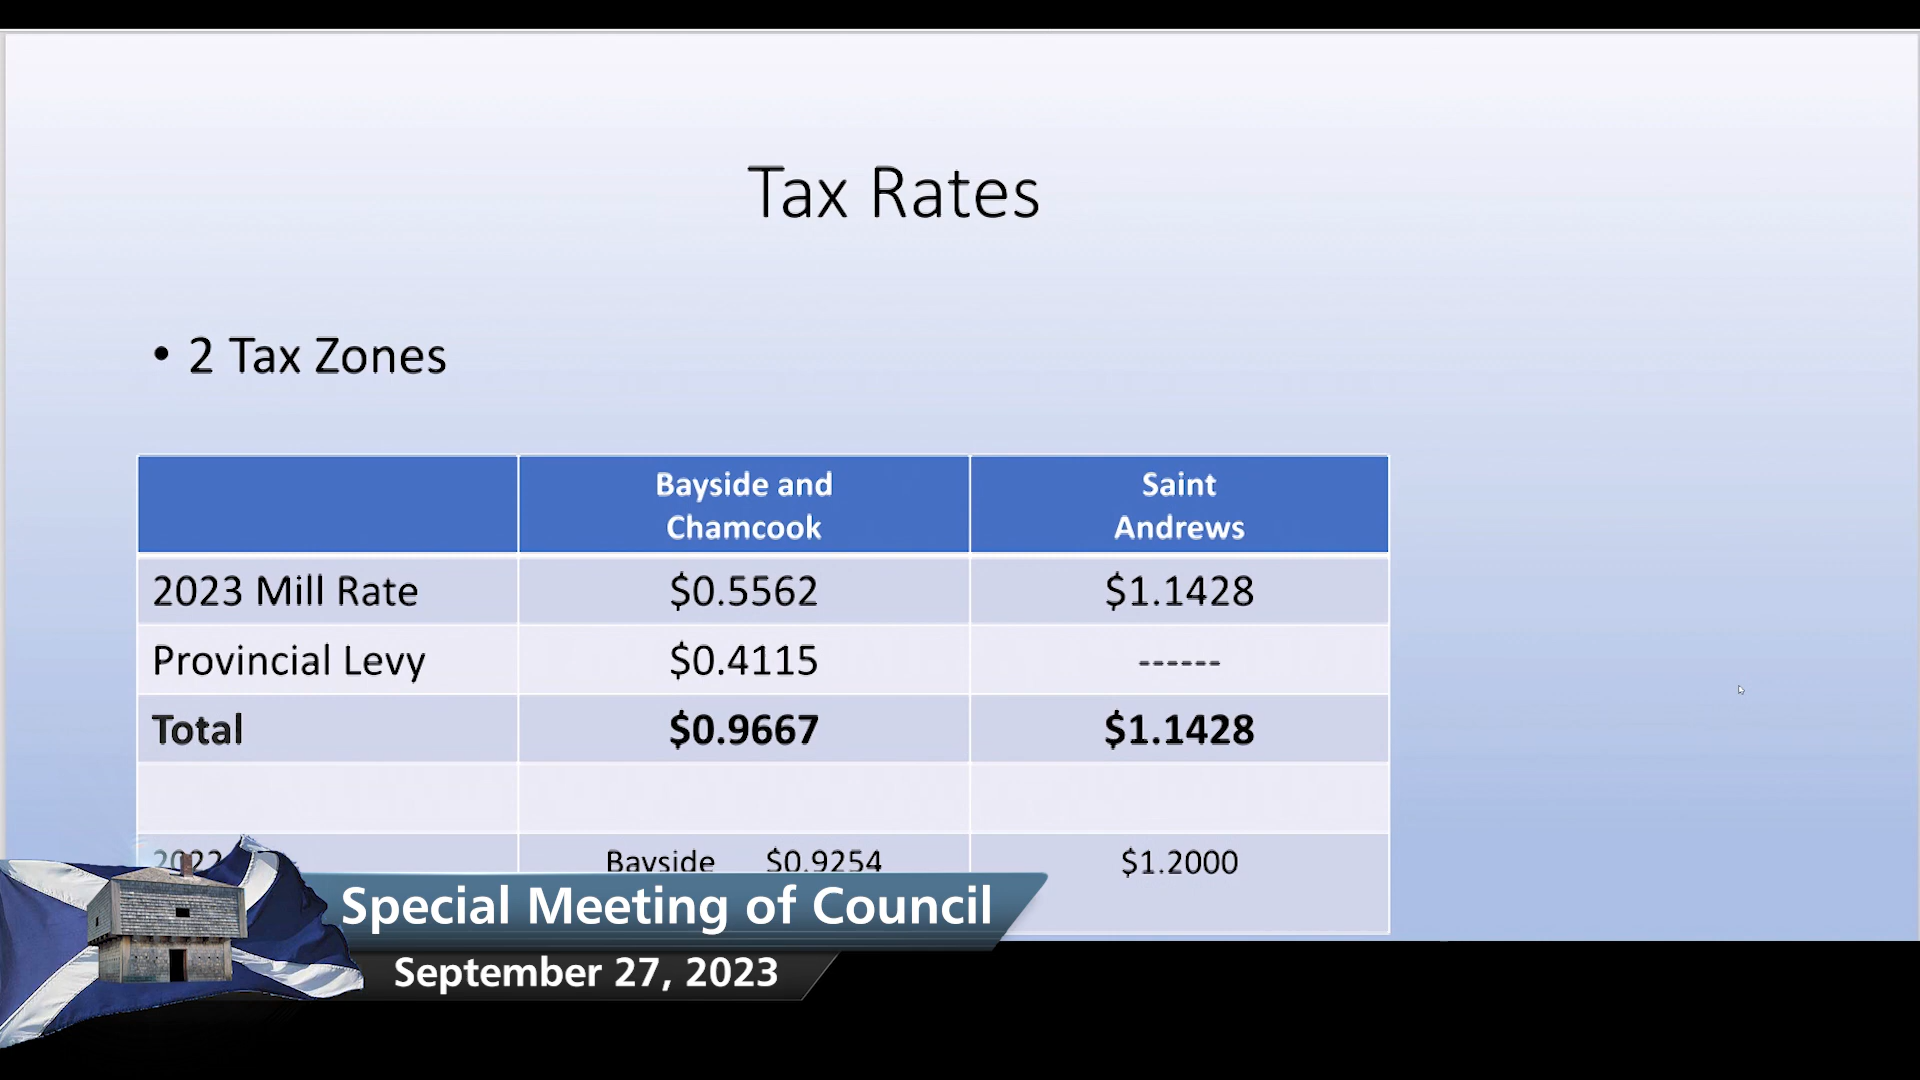 Tax Rates
• 2 Tax Zones
Bayside and
Chamcook
Saint
Andrews
2023 Mill Rate $0.5562 $1.1428
Provincial Levy $0.4115 ------
Total $0.9667 $1.1428
2022 Bayside $0.9254 $1.2000
Special Meeting of Council
September 27, 2023